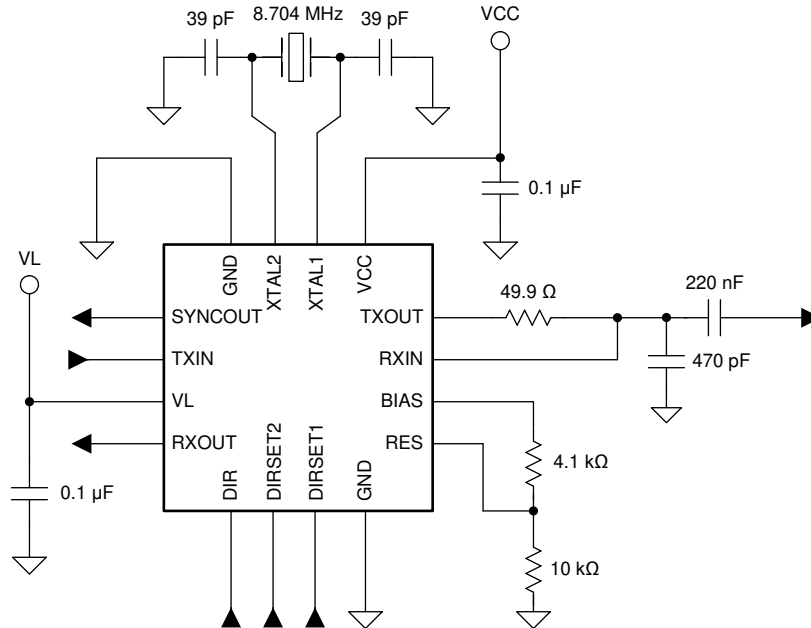 39 pF
8.704 MHz
39 pF
VCC
0.1 µF
VL
GND
XTAL2
XTAL1
VCC
SYNCOUT
TXIN
VL
RXOUT
TXOUT
RXIN
BIAS
RES
DIR
DIRSET2
DIRSET1
GND
49.9 Ω
220 nF
470 pF
4.1 kΩ
10 kΩ
0.1 µF